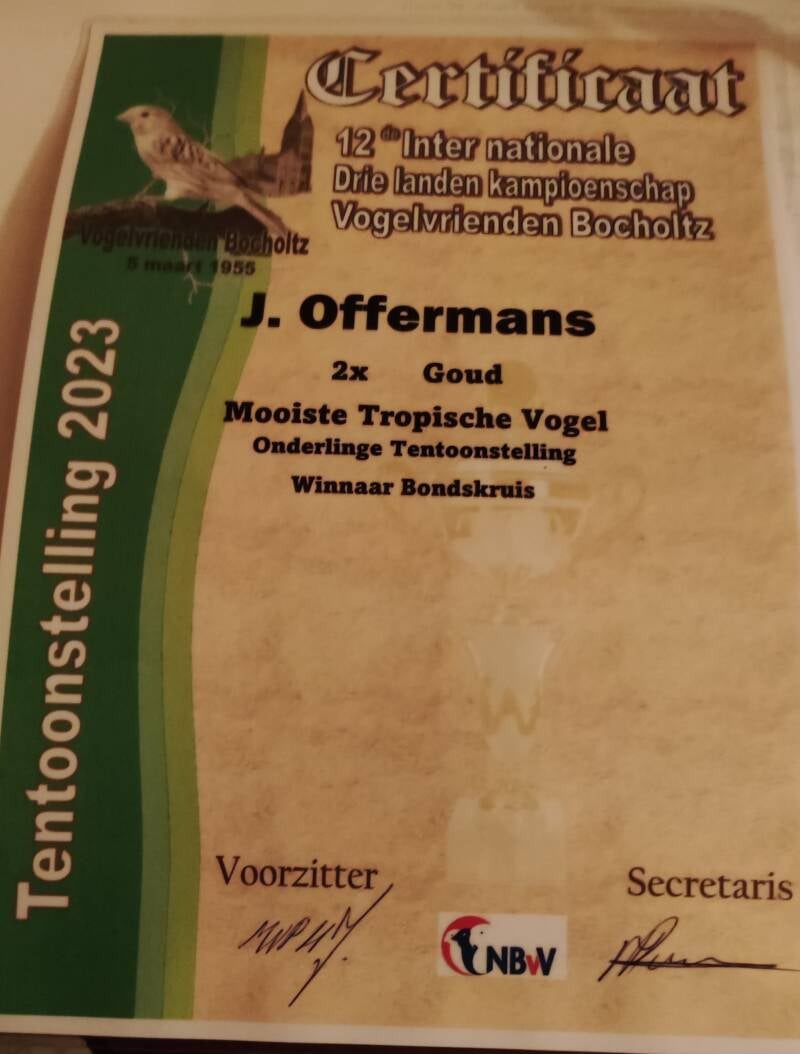 Certificaat
12de Inter nationale
Drie landen kampioenschap
Vogelvrienden Bocholtz
Vogelvrienden Bocholtz
5 maart 1955
Tentoonstelling 2023
J. Offermans
2x Goud
Mooiste Tropische Vogel
Onderlinge Tentoonstelling
Winnaar Bondskruis
Voorzitter
Secretaris
NBvV